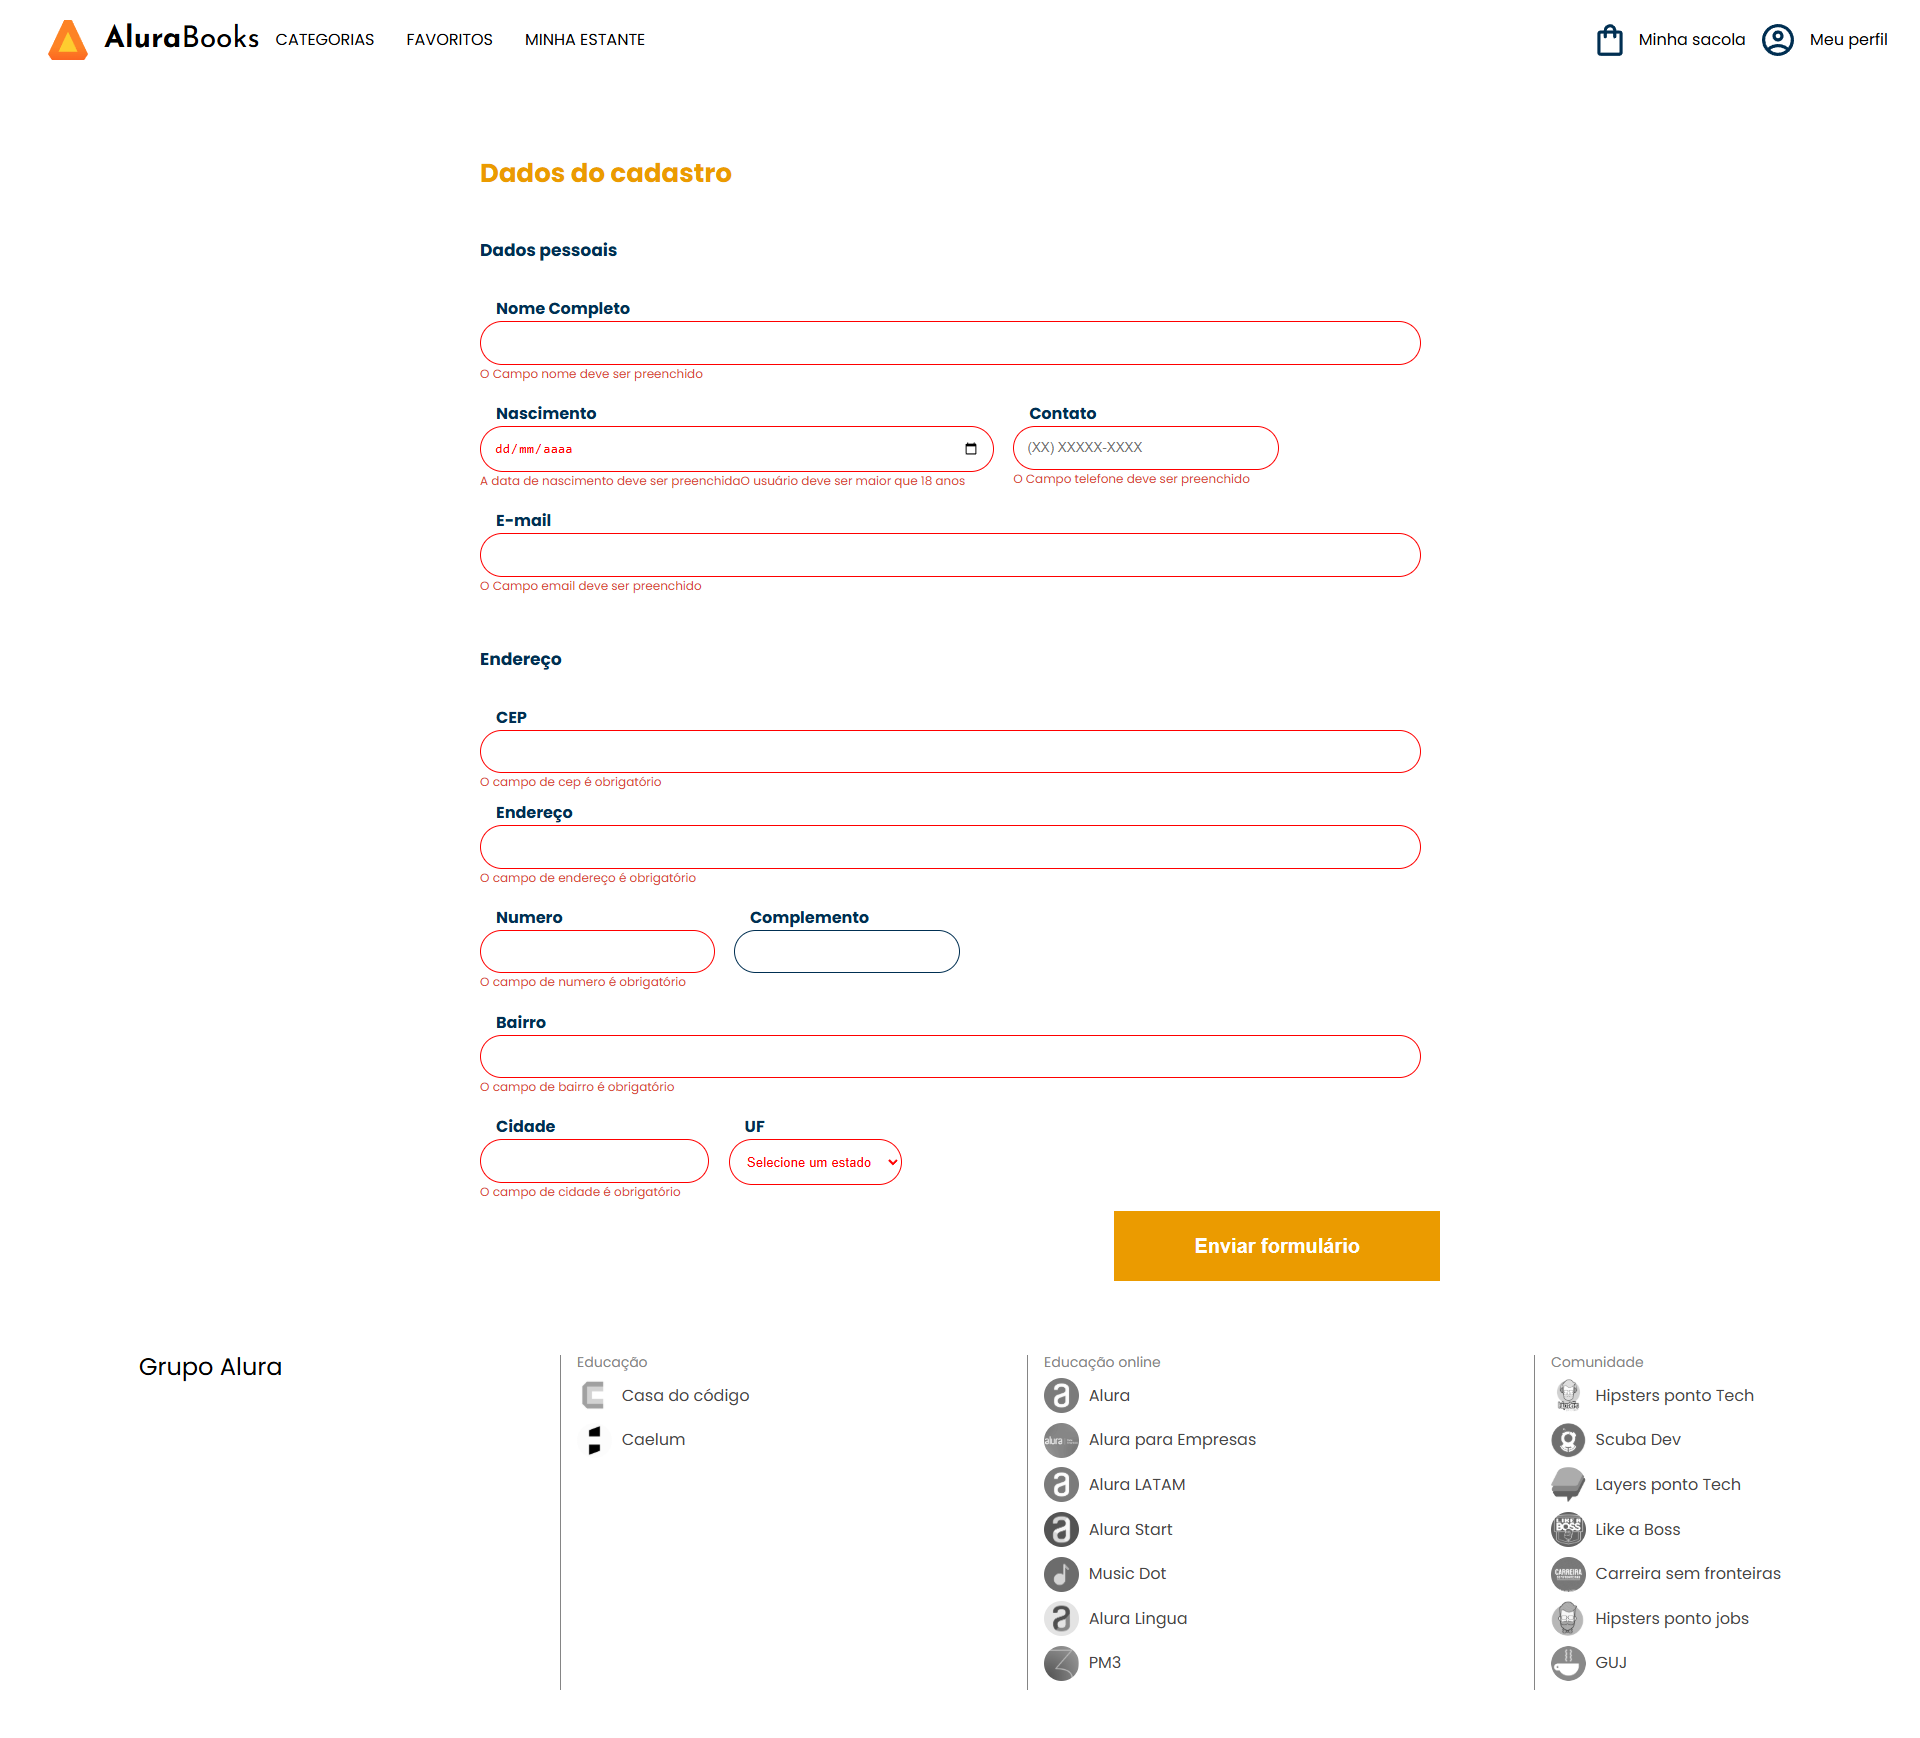 AluraBooks CATEGORIAS FAVORITOS MINHA ESTANTE Minha sacola Meu perfil
Dados do cadastro
Dados pessoais
Nome Completo
O Campo nome deve ser preenchido
Nascimento Contato
dd/mm/aaaa (XX) XXXXX-XXXX
A data de nascimento deve ser preenchidaO usuário deve ser maior que 18 anos O Campo telefone deve ser preenchido
E-mail
O Campo email deve ser preenchido
Endereço
CEP
O campo de cep é obrigatório
Endereço
O campo de endereço é obrigatório
Numero Complemento
O campo de numero é obrigatório
Bairro
O campo de bairro é obrigatório
Cidade UF
Selecione um estado
O campo de cidade é obrigatório
Enviar formulário
Grupo Alura
Educação
Casa do código
Caelum
Educação online
Alura
alura
Alura para Empresas
Alura LATAM
Alura Start
Music Dot
Alura Lingua
PM3
Comunidade
Hipsters ponto Tech
Scuba Dev
Layers ponto Tech
LIKE A
BOSS
Like a Boss
CARREIRA
Carreira sem fronteiras
Hipsters ponto jobs
GUJ